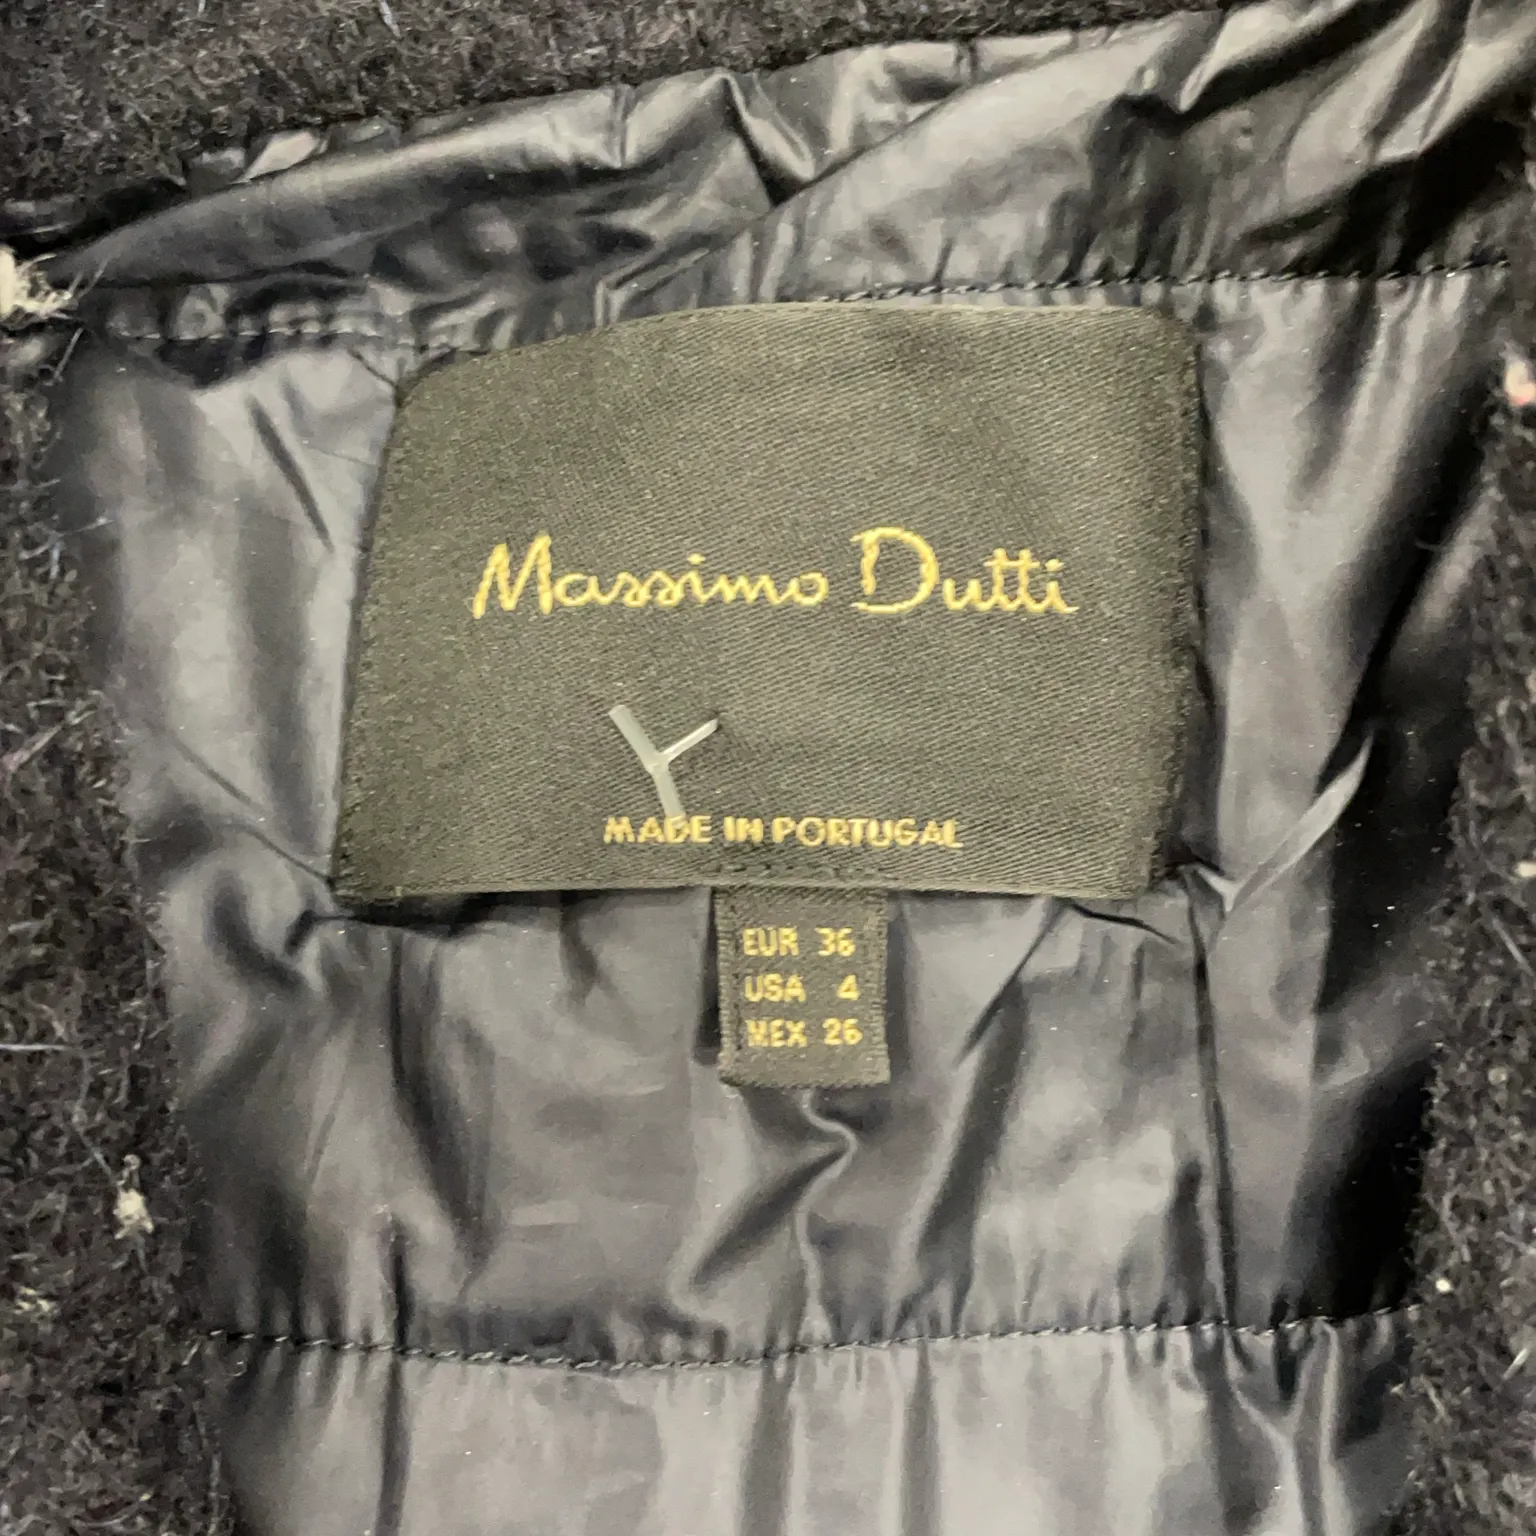 Massimo Dutti
MADE IN PORTUGAL
EUR 36
USA 4
MEX 26